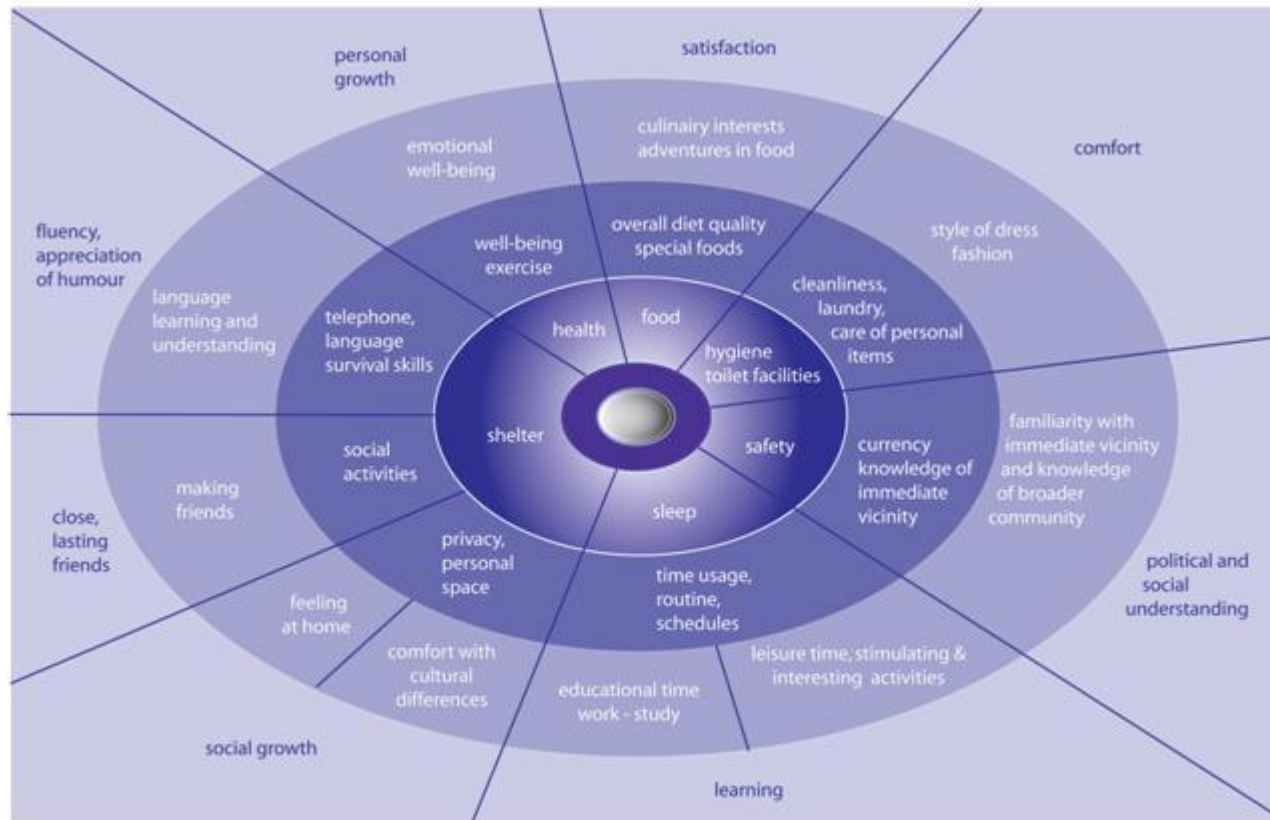 personal
growth
satisfaction
comfort
emotional
well-being
culinairy interests
adventures in food
fluency,
appreciation
of humour
well-being
exercise
overall diet quality
special foods
style of dress
fashion
language
learning and
understanding
telephone,
language
survival skills
health
food
hygiene
toilet facilities
cleanliness,
laundry,
care of personal
items
shelter
safety
sleep
social
activities
currency
knowledge of
immediate
vicinity
familiarity with
immediate vicinity
and knowledge
of broader
community
making
friends
close,
lasting
friends
privacy,
personal
space
time usage,
routine,
schedules
political and
social
understanding
feeling
at home
comfort with
cultural
differences
educational time
work - study
leisure time, stimulating &
interesting activities
social growth
learning